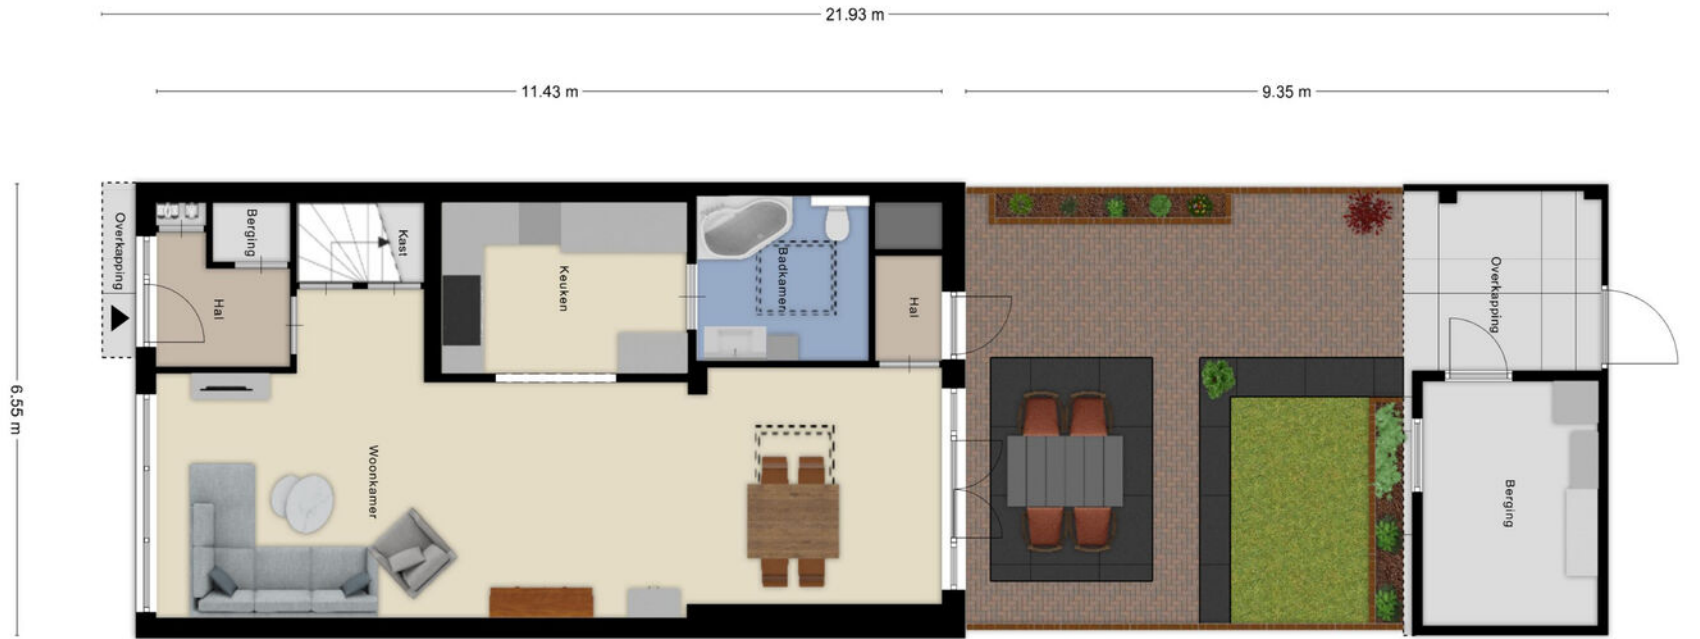 21.93 m
11.43 m
9.35 m
6.55 m
Overkapping
Berging
Hal
Kast
Keuken
Badkamer
Hal
Woonkamer
Overkapping
Berging